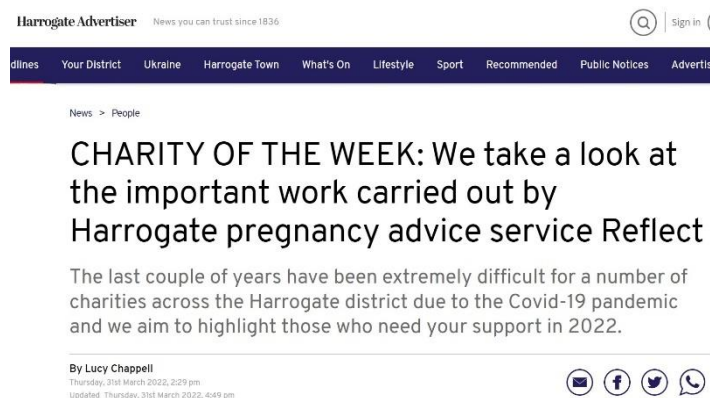 Harrogate Advertiser News you can trust since 1836 Sign in
dlines Your District Ukraine Harrogate Town What's On Lifestyle Sport Recommended Public Notices Advertis
News > People
CHARITY OF THE WEEK: We take a look at
the important work carried out by
Harrogate pregnancy advice service Reflect
The last couple of years have been extremely difficult for a number of
charities across the Harrogate district due to the Covid-19 pandemic
and we aim to highlight those who need your support in 2022.
By Lucy Chappell
Thursday, 31st March 2022, 2:29 pm
Updated Thursday, 31st March 2022, 4:49 pm